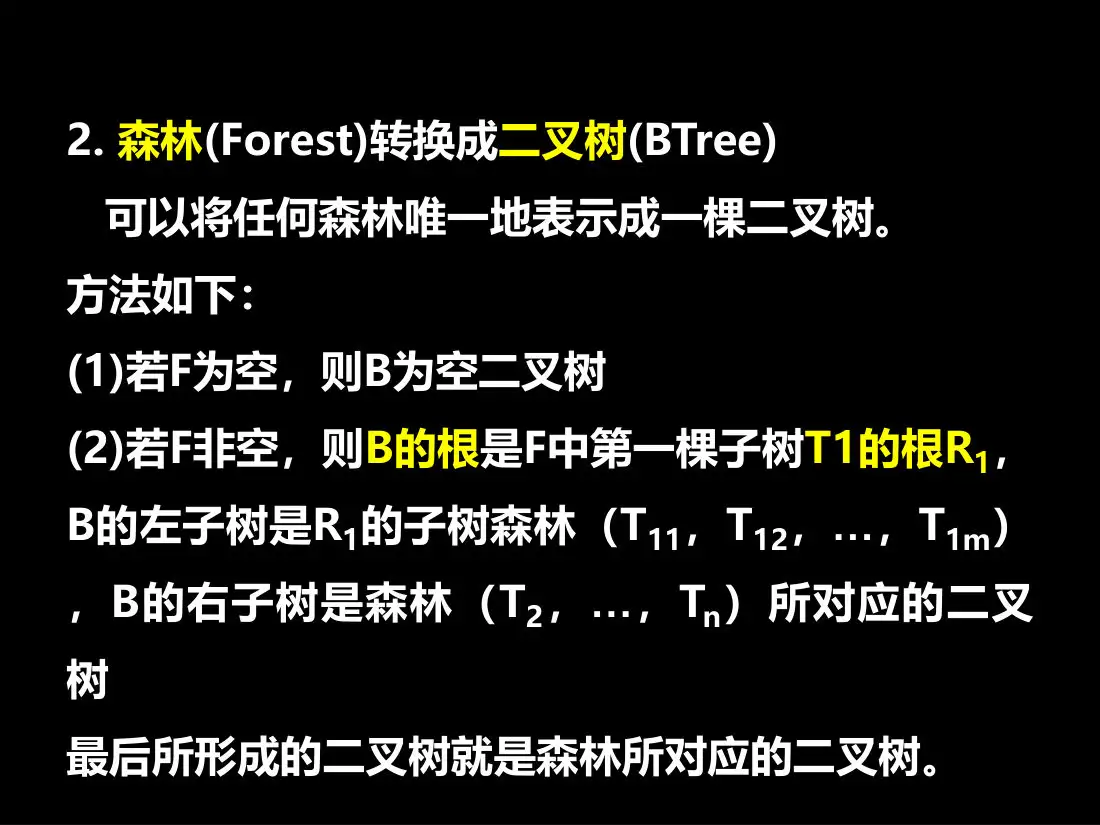 2. 森林(Forest)转换成二叉树(BTree)
可以将任何森林唯一地表示成一棵二叉树。
方法如下：
(1)若F为空，则B为空二叉树
(2)若F非空，则B的根是F中第一棵子树T1的根R₁，
B的左子树是R₁的子树森林（T₁₁，T₁₂，…，T₁ₘ）
，B的右子树是森林（T₂，…，Tₙ）所对应的二叉
树
最后所形成的二叉树就是森林所对应的二叉树。